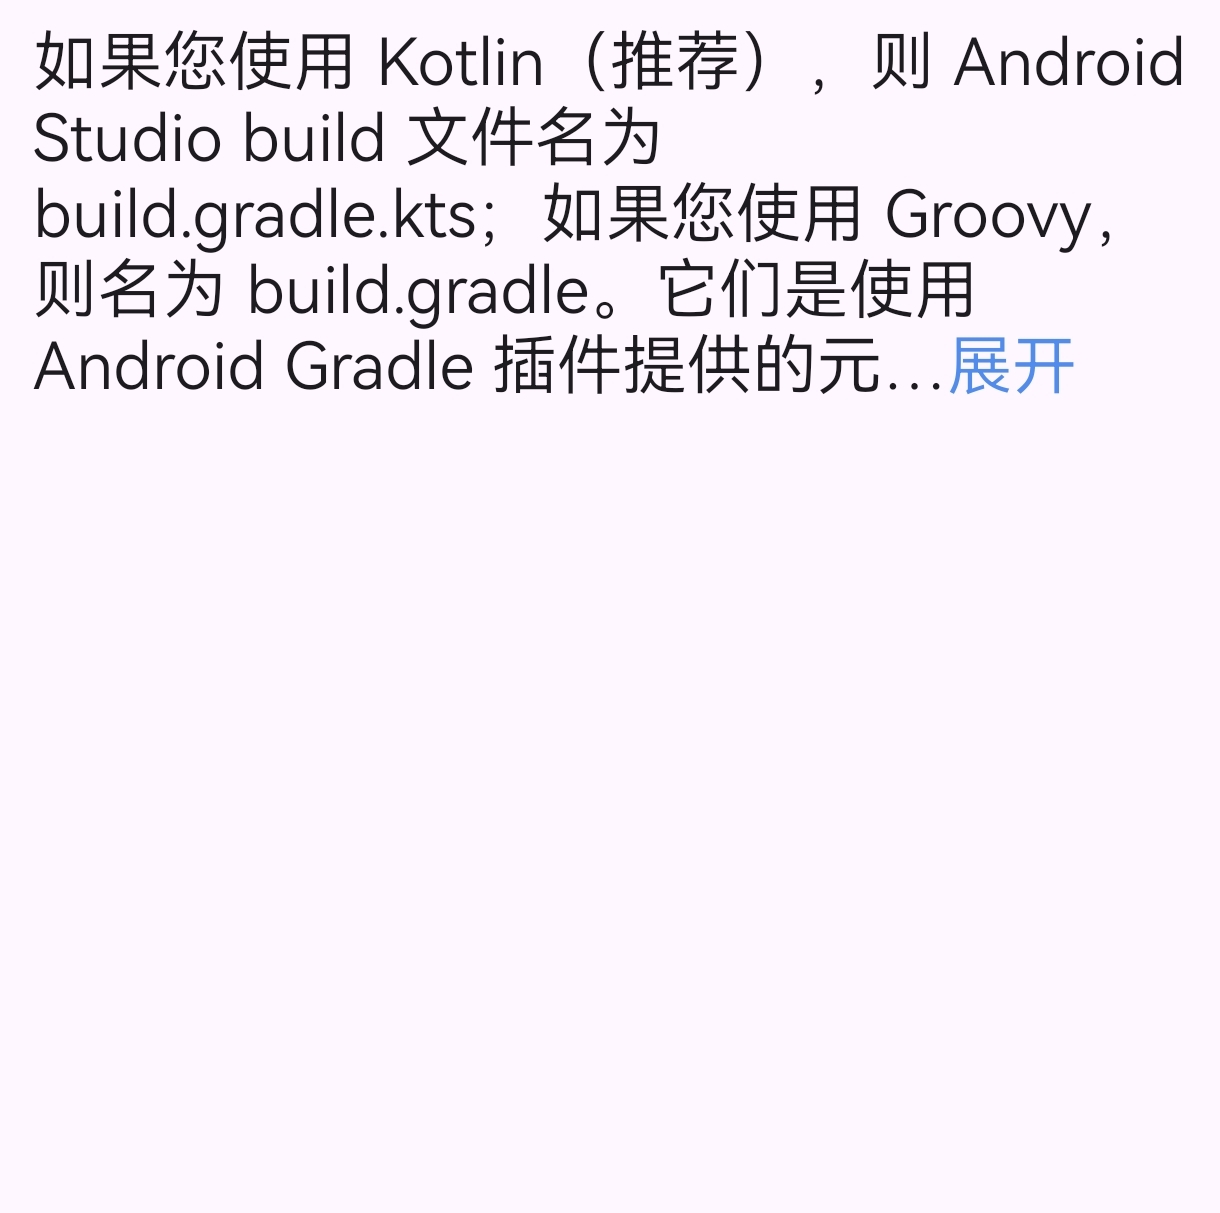 如果您使用 Kotlin（推荐），则 Android
Studio build 文件名为
build.gradle.kts；如果您使用 Groovy，
则名为 build.gradle。它们是使用
Android Gradle 插件提供的元…展开